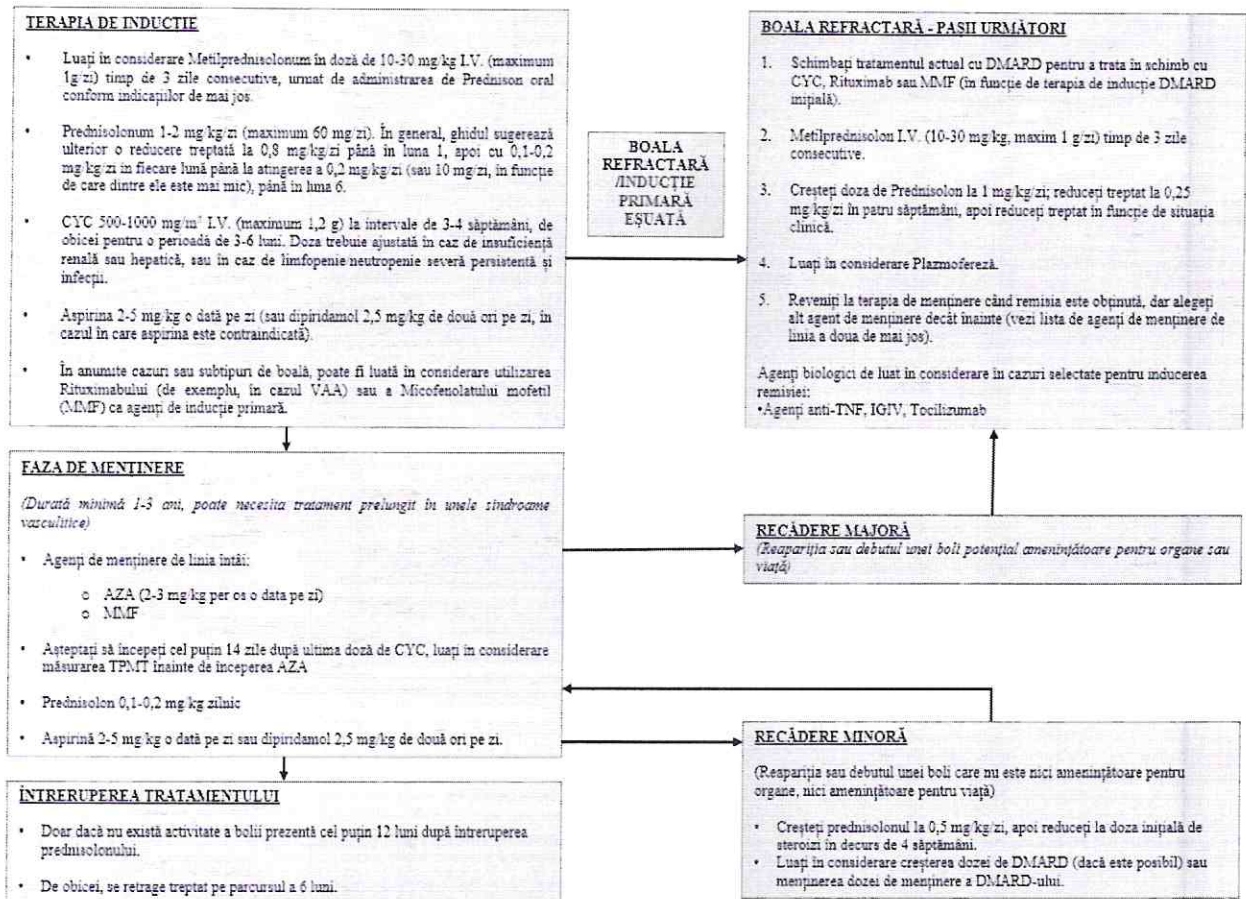 TERAPIA DE INDUCȚIE
• Luați în considerare Metilprednisolonum în doză de 10-30 mg/kg I.V. (maximum
1g/zi) timp de 3 zile consecutive, urmat de administrarea de Prednison oral
conform indicațiilor de mai jos.
• Prednisolonum 1-2 mg/kg/zi (maximum 60 mg/zi). În general, ghidul sugerează
ulterior o reducere treptată la 0,8 mg/kg/zi până în luna 1, apoi cu 0,1-0,2
mg/kg/zi în fiecare lună până la atingerea a 0,2 mg/kg/zi (sau 10 mg/zi, în funcție
de care dintre ele este mai mic), până în luna 6.
• CYC 500-1000 mg/m² I.V. (maximum 1,2 g) la intervale de 3-4 săptămâni, de
obicei pentru o perioadă de 3-6 luni. Doza trebuie ajustată în caz de insuficiență
renală sau hepatică, sau în caz de limfopenie/neutropenie severă persistentă și
infecții.
• Aspirina 2-5 mg/kg o dată pe zi (sau dipiridamol 2,5 mg/kg de două ori pe zi, în
cazul în care aspirina este contraindicată).
• În anumite cazuri sau subtipuri de boală, poate fi luată în considerare utilizarea
Rituximabului (de exemplu, în cazul VAA) sau a Micofenolatului mofetil
(MMF) ca agenți de inducție primară.
BOALA
REFRACTARĂ
/INDUCȚIE
PRIMARĂ
EȘUATĂ
BOALA REFRACTARĂ - PAȘII URMĂTORI
1. Schimbați tratamentul actual cu DMARD pentru a trata în schimb cu
CYC, Rituximab sau MMF (în funcție de terapia de inducție DMARD
inițială).
2. Metilprednisolon I.V. (10-30 mg/kg, maxim 1 g/zi) timp de 3 zile
consecutive.
3. Creșteți doza de Prednisolon la 1 mg/kg/zi; reduceți treptat la 0,25
mg/kg/zi în patru săptămâni, apoi reduceți treptat în funcție de situația
clinică.
4. Luați în considerare Plazmofereză.
5. Reveniți la terapia de menținere când remisia este obținută, dar alegeți
alt agent de menținere decât înainte (vezi lista de agenți de menținere de
linia a doua de mai jos).
Agenți biologici de luat în considerare în cazuri selectate pentru inducerea
remisiei:
•Agenți anti-TNF, IGIV, Tocilizumab
FAZA DE MENȚINERE
(Durată minimă 1-3 ani, poate necesita tratament prelungit în unele sindroame
vasculitice)
• Agenți de menținere de linia întâi:
o AZA (2-3 mg/kg per os o data pe zi)
o MMF
• Așteptați să începeți cel puțin 14 zile după ultima doză de CYC, luați în considerare
măsurarea TPMT înainte de începerea AZA
• Prednisolon 0,1-0,2 mg/kg zilnic
• Aspirină 2-5 mg/kg o dată pe zi sau dipiridamol 2,5 mg/kg de două ori pe zi.
RECĂDERE MAJORĂ
(Reapariția sau debutul unei boli potențial amenințătoare pentru organe sau
viață)
RECĂDERE MINORĂ
(Reapariția sau debutul unei boli care nu este nici amenințătoare pentru
organe, nici amenințătoare pentru viață)
• Creșteți prednisolonul la 0,5 mg/kg/zi, apoi reduceți la doza inițială de
steroizi în decurs de 4 săptămâni.
• Luați în considerare creșterea dozei de DMARD (dacă este posibil) sau
menținerea dozei de menținere a DMARD-ului.
ÎNTRERUPEREA TRATAMENTULUI
• Doar dacă nu există activitate a bolii prezentă cel puțin 12 luni după întreruperea
prednisolonului.
• De obicei, se retrage treptat pe parcursul a 6 luni.